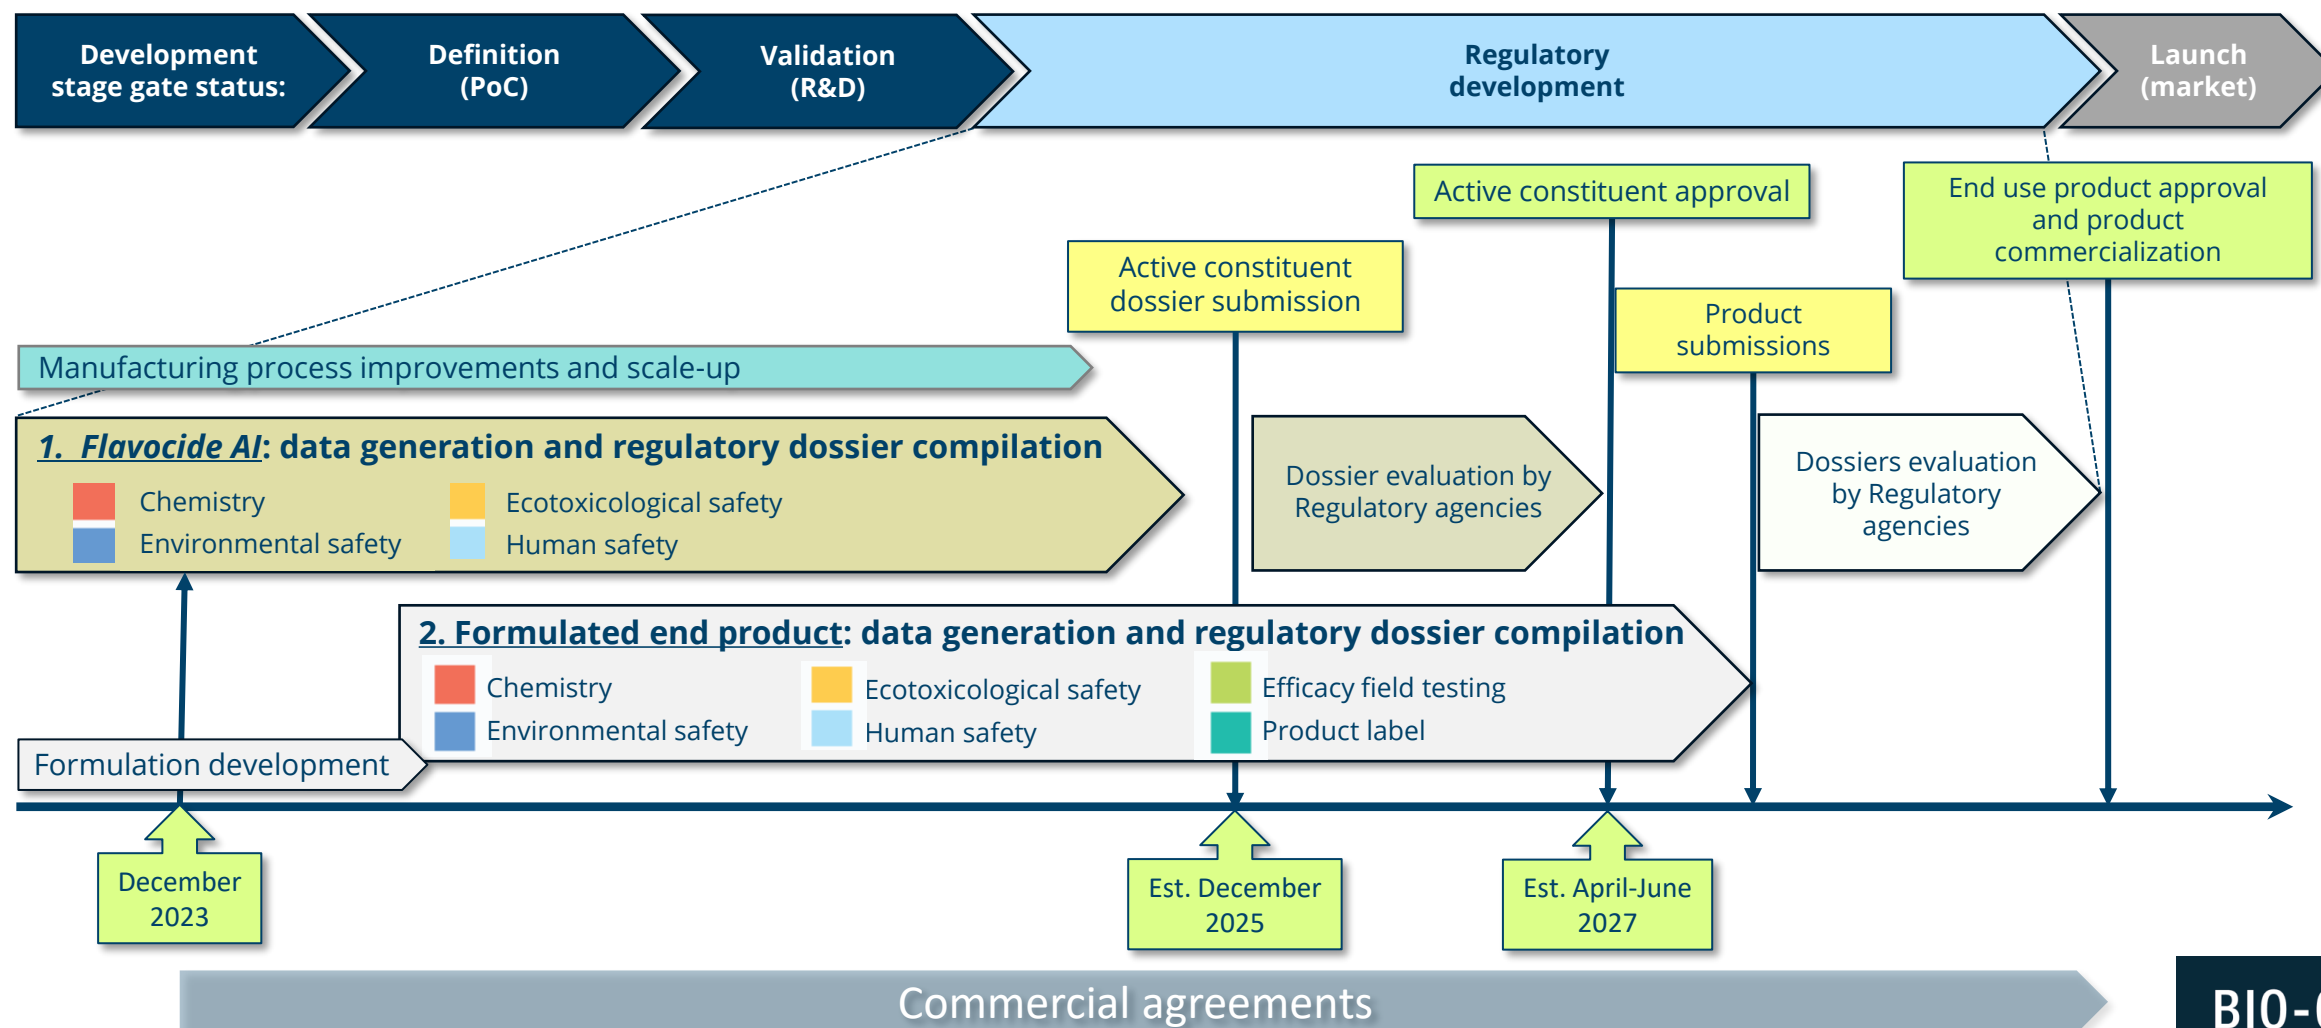 Development
stage gate status:
Definition
(PoC)
Validation
(R&D)
Regulatory
development
Launch
(market)
Active constituent approval
End use product approval
and product
commercialization
Active constituent
dossier submission
Product
submissions
Manufacturing process improvements and scale-up
1. Flavocide AI: data generation and regulatory dossier compilation
Chemistry
Ecotoxicological safety
Environmental safety
Human safety
Dossier evaluation by
Regulatory agencies
Dossiers evaluation
by Regulatory
agencies
2. Formulated end product: data generation and regulatory dossier compilation
Chemistry
Ecotoxicological safety
Efficacy field testing
Environmental safety
Human safety
Product label
Formulation development
December
2023
Est. December
2025
Est. April-June
2027
Commercial agreements
BIO-